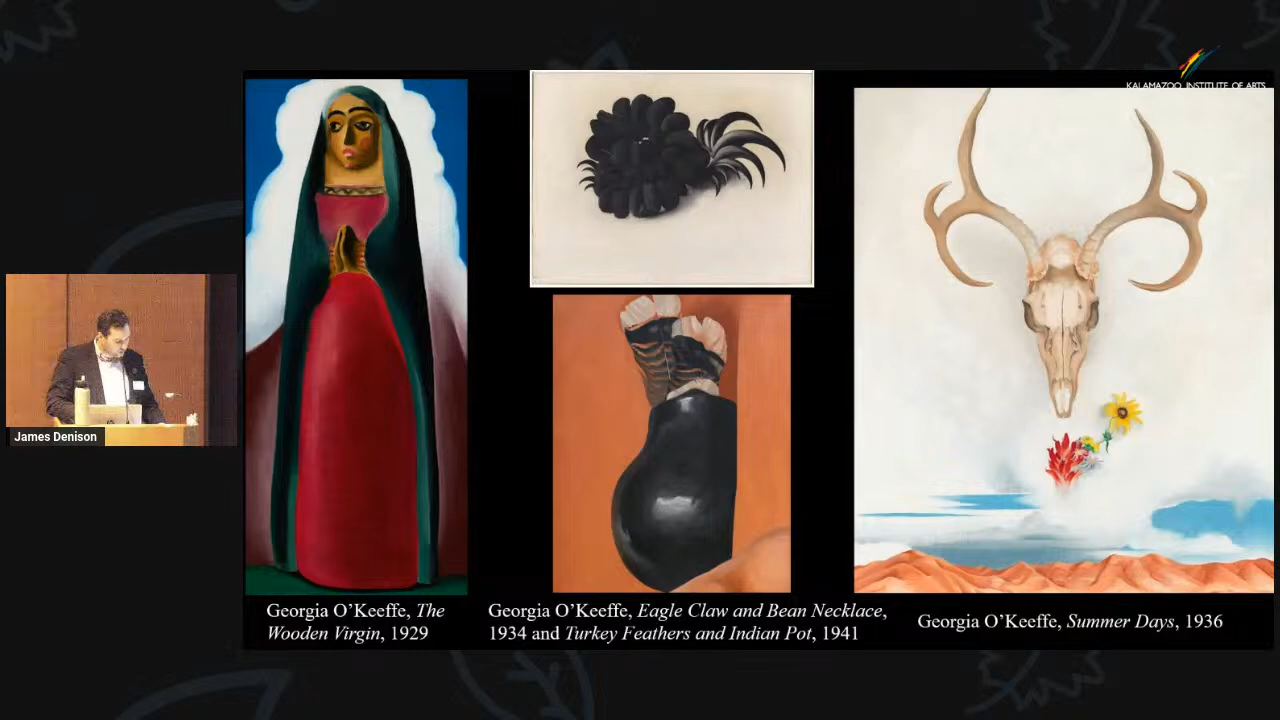 KALAMAZOO INSTITUTE OF ARTS
James Denison
Georgia O’Keeffe, The
Wooden Virgin, 1929
Georgia O’Keeffe, Eagle Claw and Bean Necklace,
1934 and Turkey Feathers and Indian Pot, 1941
Georgia O’Keeffe, Summer Days, 1936